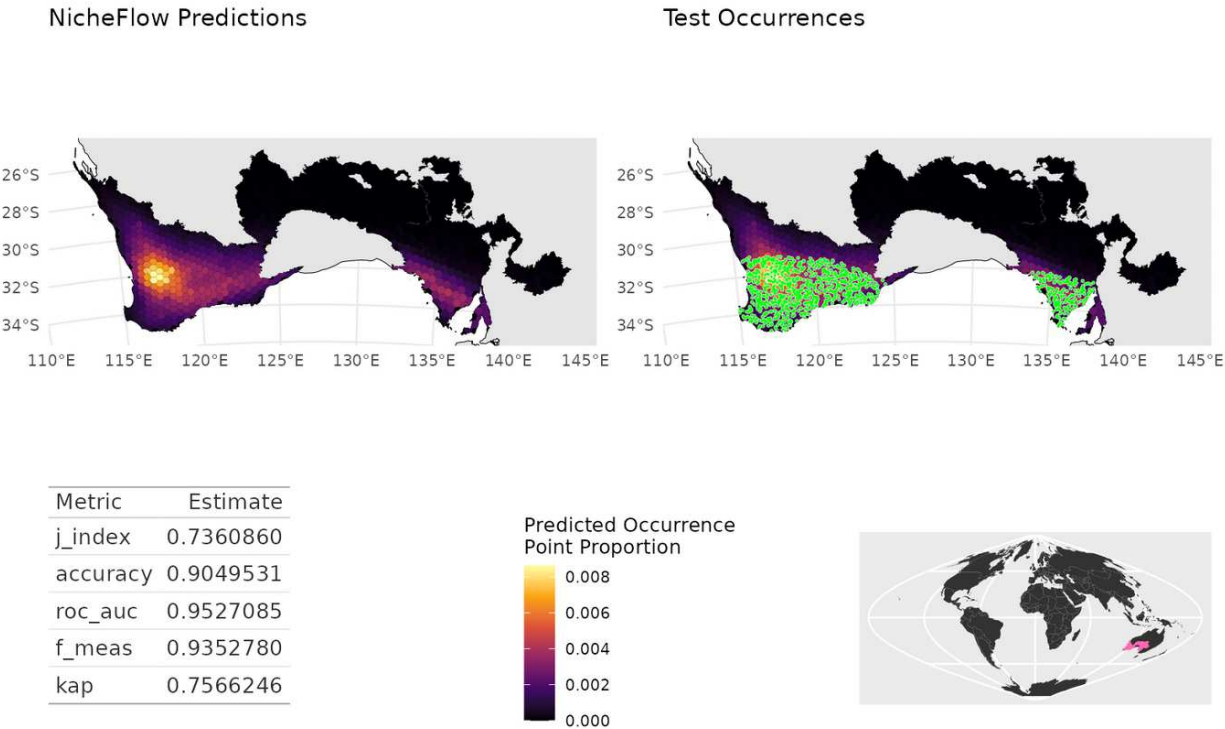 NicheFlow Predictions
Test Occurrences
26°S
28°S
30°S
32°S
34°S
110°E 115°E 120°E 125°E 130°E 135°E 140°E 145°E
26°S
28°S
30°S
32°S
34°S
110°E 115°E 120°E 125°E 130°E 135°E 140°E 145°E
Metric Estimate
j_index 0.7360860
accuracy 0.9049531
roc_auc 0.9527085
f_meas 0.9352780
kap 0.7566246
Predicted Occurrence
Point Proportion
0.008
0.006
0.004
0.002
0.000